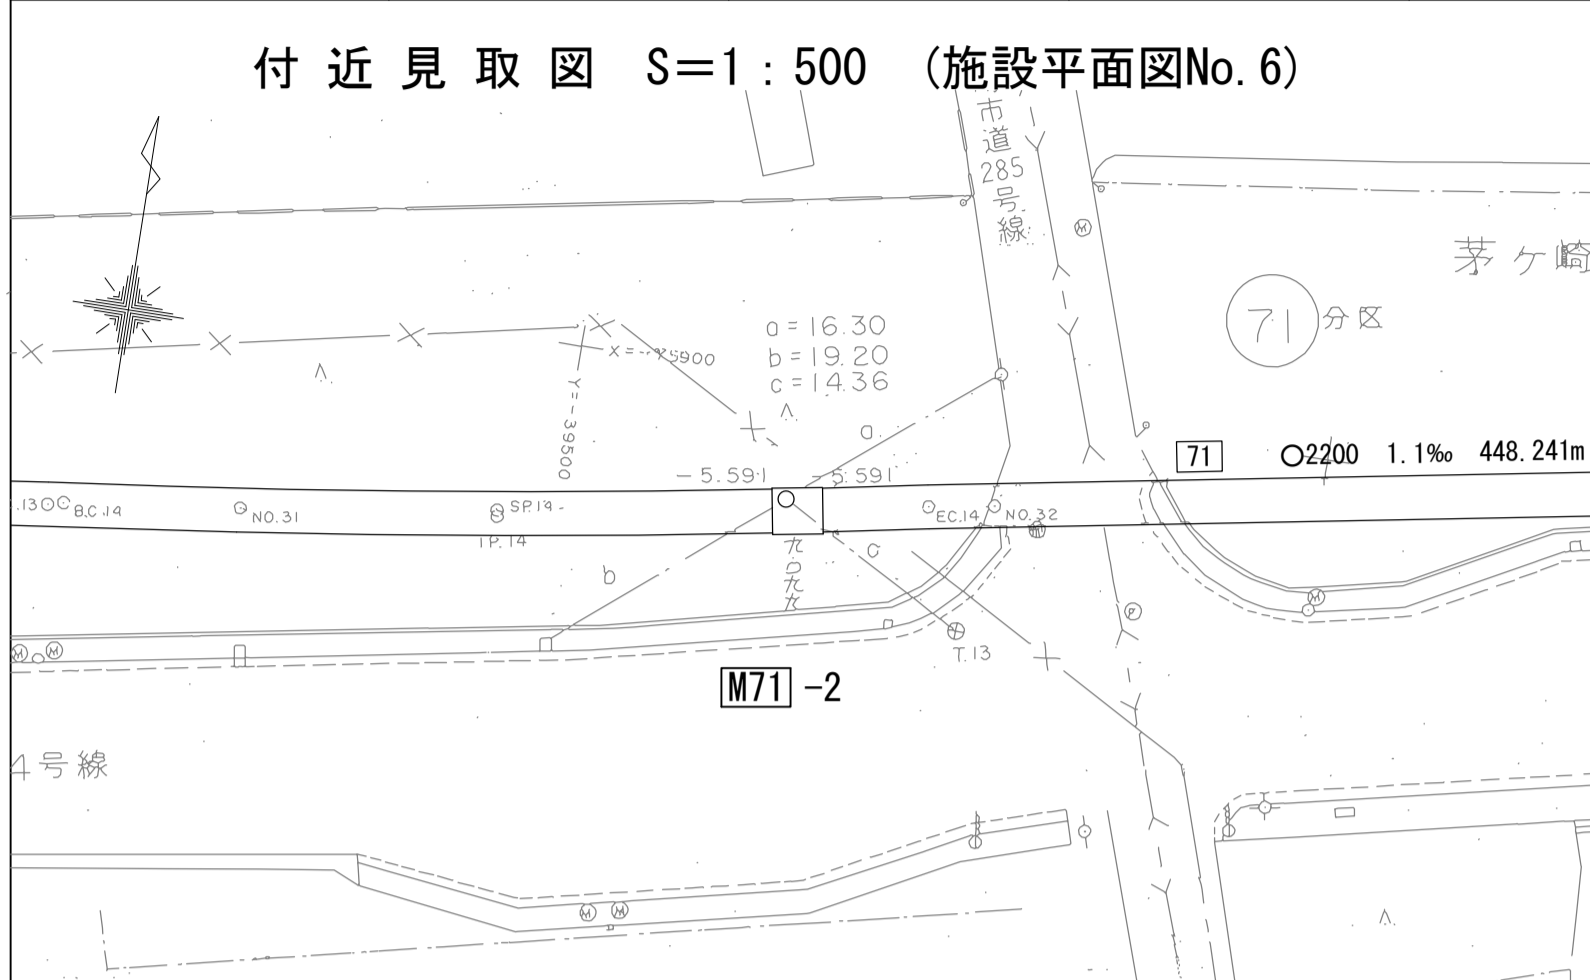 付近見取図 S=1:500 (施設平面図No.6)
市道285号線
茅ヶ崎
71 分区
a=16.30
b=19.20
c=14.36
Y=-39500
a
71 ○2200 1.1‰ 448.241m
-5.591 -5.591
.13 B.C.14
NO.31
SP.14
I.P.14
EC.14
NO.32
b
c
T.13
M71 -2
4号線